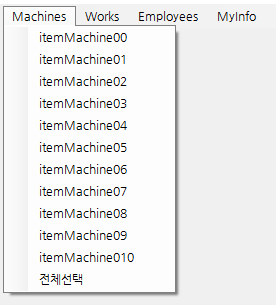 Machines Works Employees MyInfo
itemMachine00
itemMachine01
itemMachine02
itemMachine03
itemMachine04
itemMachine05
itemMachine06
itemMachine07
itemMachine08
itemMachine09
itemMachine010
전체선택